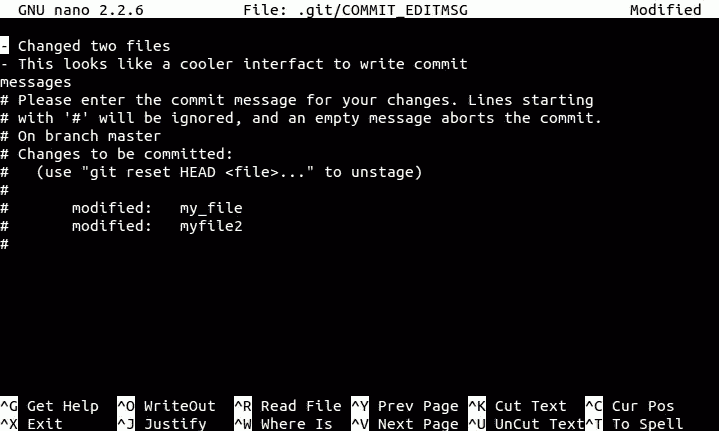 GNU nano 2.2.6 File: .git/COMMIT_EDITMSG Modified
- Changed two files
- This looks like a cooler interfact to write commit
messages
# Please enter the commit message for your changes. Lines starting
# with '#' will be ignored, and an empty message aborts the commit.
# On branch master
# Changes to be committed:
#   (use "git reset HEAD <file>..." to unstage)
#
#       modified:   my_file
#       modified:   myfile2
#
^G Get Help ^O WriteOut ^R Read File ^Y Prev Page ^K Cut Text ^C Cur Pos
^X Exit ^J Justify ^W Where Is ^V Next Page ^U UnCut Text ^T To Spell